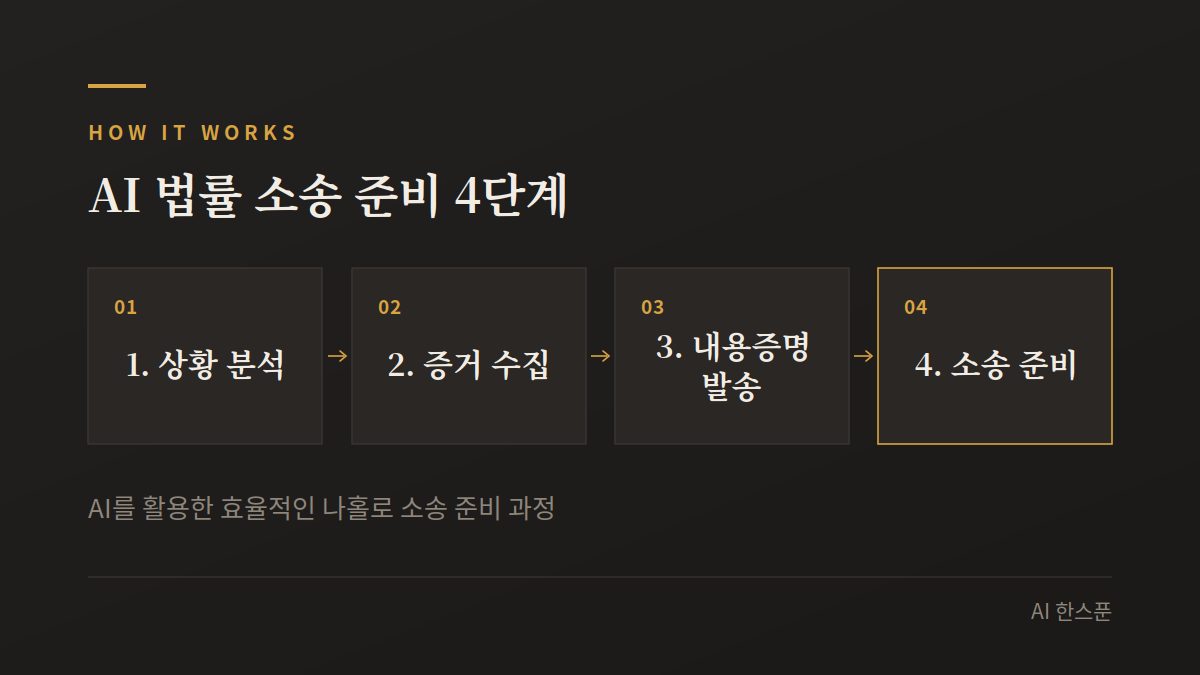 HOW IT WORKS
AI 법률 소송 준비 4단계
01
1. 상황 분석
→
02
2. 증거 수집
→
03
3. 내용증명
발송
→
04
4. 소송 준비
AI를 활용한 효율적인 나홀로 소송 준비 과정
AI 한스푼